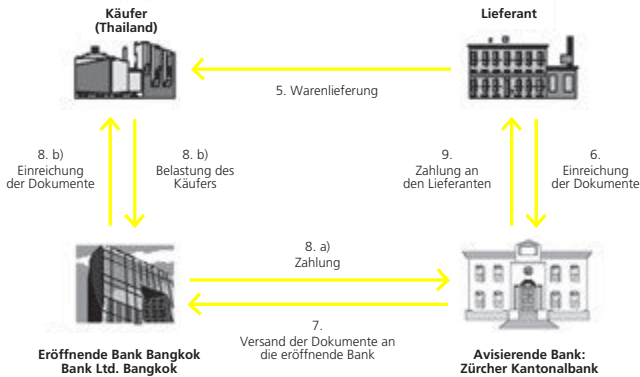 Käufer
(Thailand)
Lieferant
5. Warenlieferung
8. b)
Einreichung
der Dokumente
8. b)
Belastung des
Käufers
9.
Zahlung an
den Lieferanten
6.
Einreichung
der Dokumente
8. a)
Zahlung
7.
Versand der Dokumente an
die eröffnende Bank
Eröffnende Bank Bangkok
Bank Ltd. Bangkok
Avisierende Bank:
Zürcher Kantonalbank